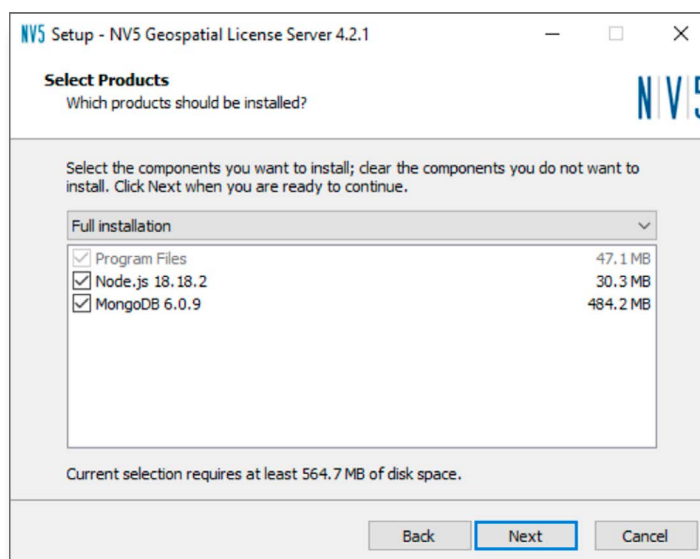 NV5 Setup - NV5 Geospatial License Server 4.2.1
Select Products
Which products should be installed?
N|V|5
Select the components you want to install; clear the components you do not want to
install. Click Next when you are ready to continue.
Full installation
Program Files 47.1 MB
Node.js 18.18.2 30.3 MB
MongoDB 6.0.9 484.2 MB
Current selection requires at least 564.7 MB of disk space.
Back Next Cancel